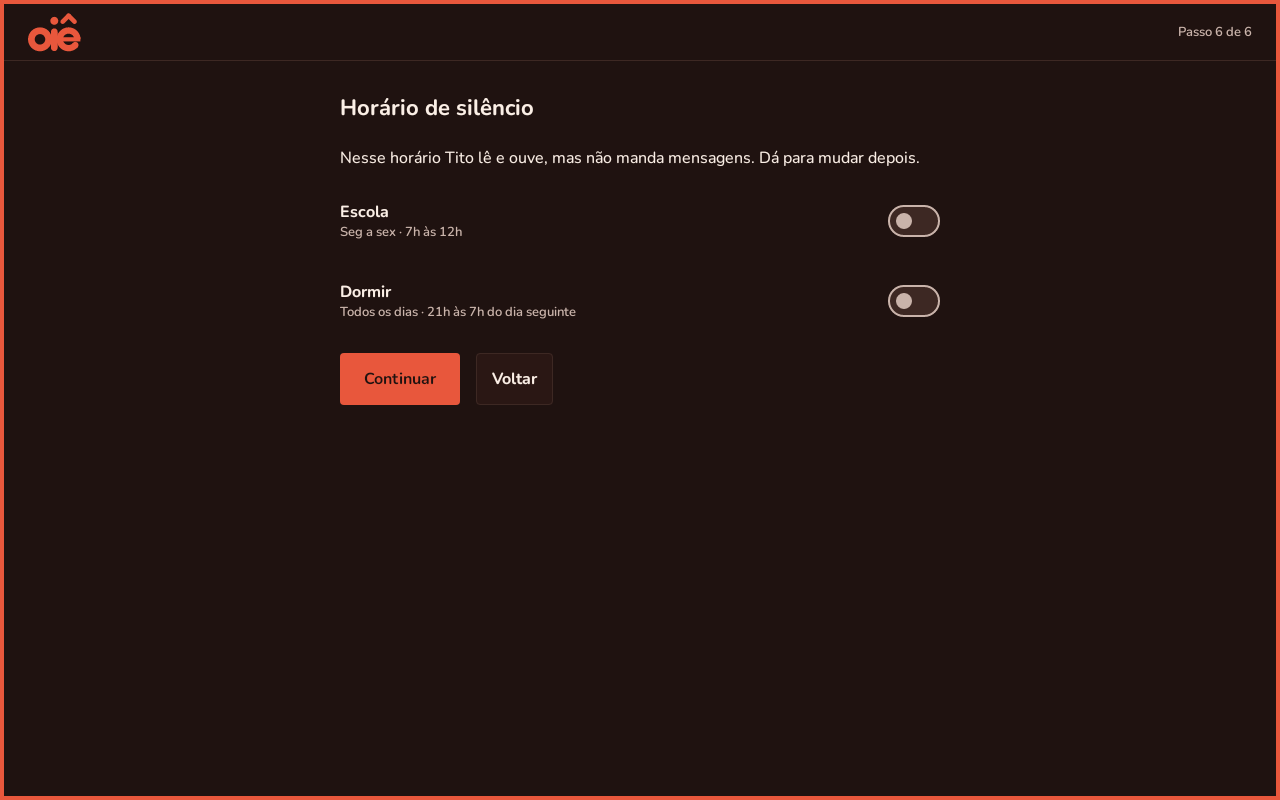 oiê
Passo 6 de 6
Horário de silêncio
Nesse horário Tito lê e ouve, mas não manda mensagens. Dá para mudar depois.
Escola
Seg a sex · 7h às 12h
Dormir
Todos os dias · 21h às 7h do dia seguinte
Continuar
Voltar